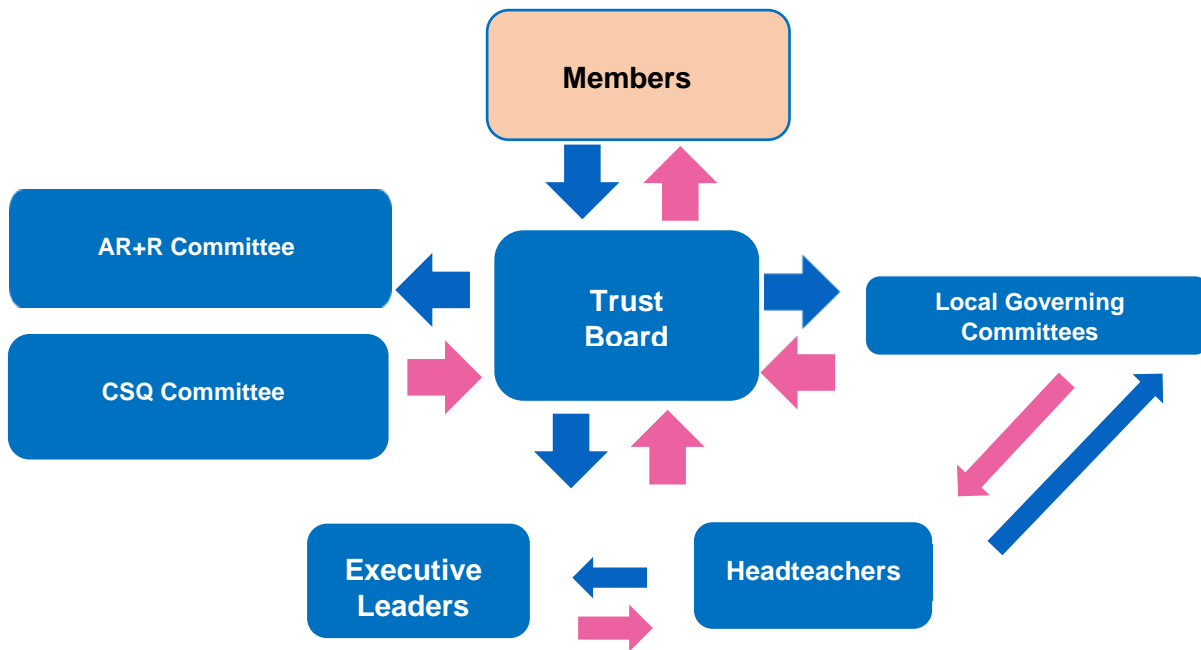 Members
AR+R Committee
Trust
Board
Local Governing
Committees
CSQ Committee
Executive
Leaders
Headteachers